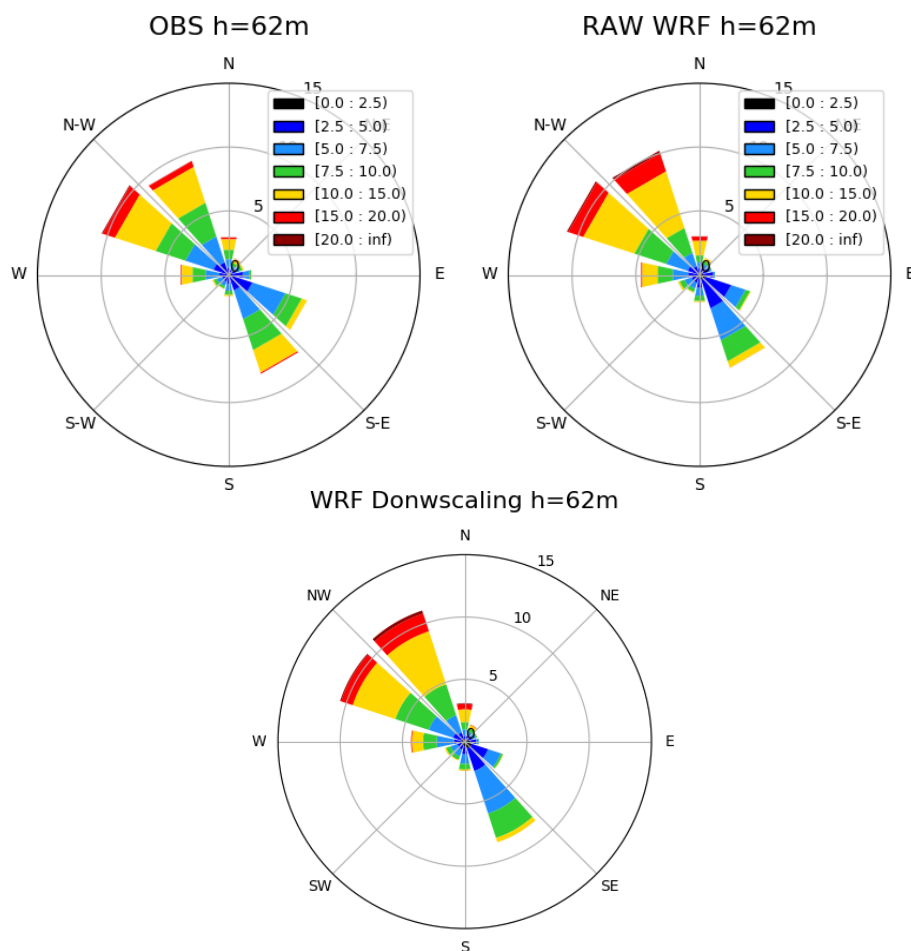 OBS h=62m
RAW WRF h=62m
N
15
N-W
N-E
[0.0 : 2.5)
[2.5 : 5.0)
[5.0 : 7.5)
[7.5 : 10.0)
[10.0 : 15.0)
[15.0 : 20.0)
[20.0 : inf)
5
0
W
E
S-W
S-E
S
N
15
N-W
[0.0 : 2.5)
[2.5 : 5.0)
[5.0 : 7.5)
[7.5 : 10.0)
[10.0 : 15.0)
[15.0 : 20.0)
[20.0 : inf)
5
0
W
E
S-W
S-E
S
WRF Donwscaling h=62m
N
15
NW
NE
10
5
0
W
E
SW
SE
S